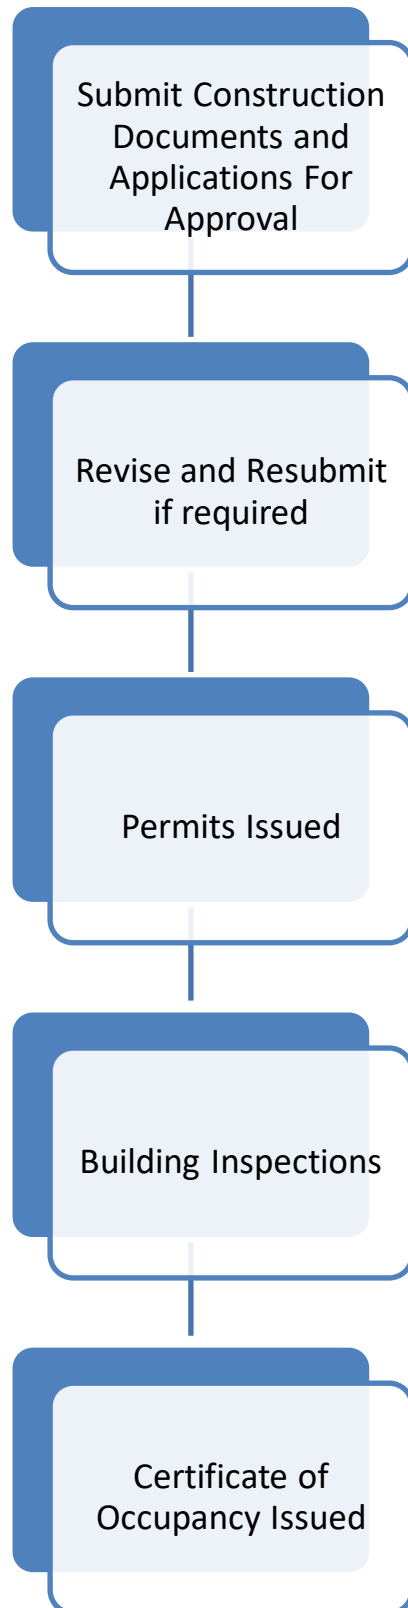 Submit Construction
Documents and
Applications For
Approval
Revise and Resubmit
if required
Permits Issued
Building Inspections
Certificate of
Occupancy Issued